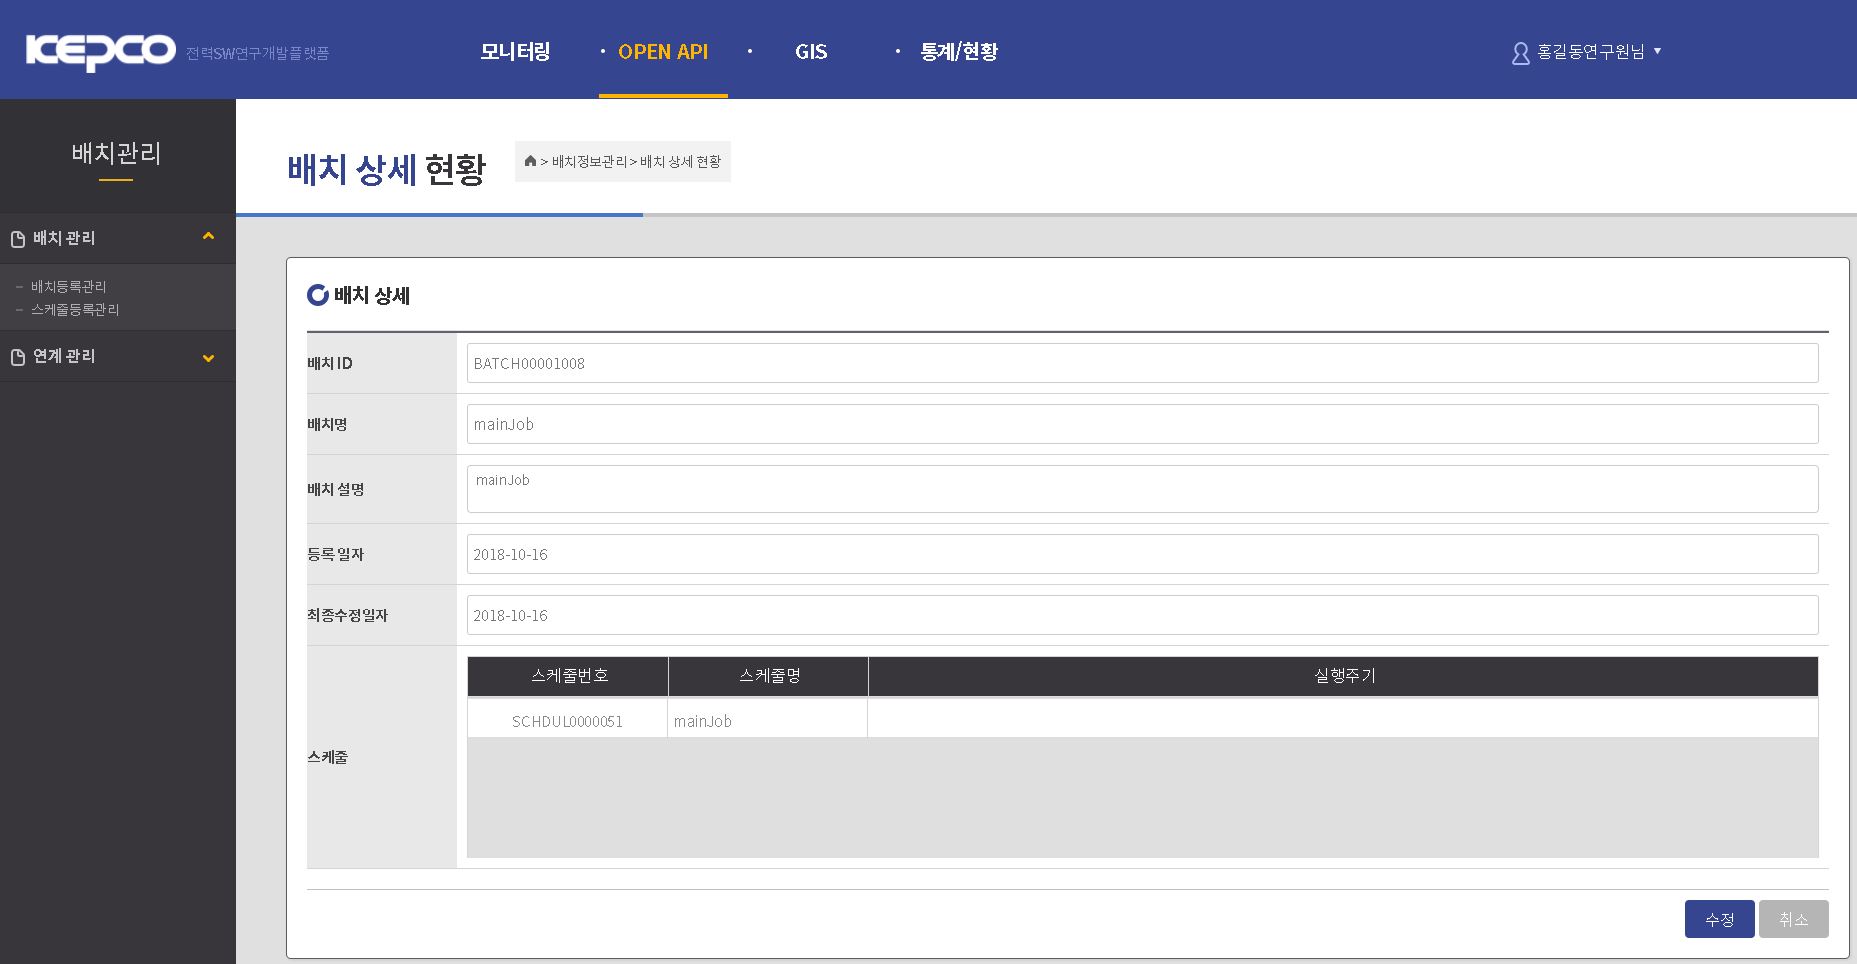 KEPCO 전력SW연구개발플랫폼
모니터링 · OPEN API · GIS · 통계/현황
홍길동연구원님 ▼
배치관리
배치 관리
- 배치등록관리
- 스케줄등록관리
연계 관리
배치 상세 현황
> 배치정보관리 > 배치 상세 현황
배치 상세
배치 ID
BATCH00001008
배치명
mainJob
배치 설명
mainJob
등록 일자
2018-10-16
최종수정일자
2018-10-16
스케줄
스케줄번호 스케줄명 실행주기
SCHDUL0000051 mainJob
수정 취소